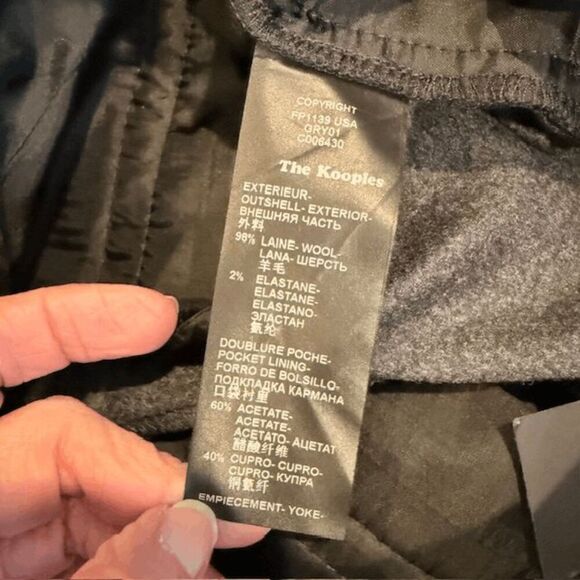 COPYRIGHT
FP1139 USA
GRY01
C006430
The Kooples
EXTERIEUR-
OUTSHELL- EXTERIOR-
ВНЕШНЯЯ ЧАСТЬ
外料
98% LAINE- WOOL-
LANA- ШЕРСТЬ
羊毛
2% ELASTANE-
ELASTANE-
ELASTANO-
ЭЛАСТАН
氨纶
DOUBLURE POCHE-
POCKET LINING-
FORRO DE BOLSILLO-
ПОДКЛАДКА КАРМАНА
口袋衬里
60% ACETATE-
ACETATE-
ACETATO- АЦЕТАТ
醋酸纤维
40% CUPRO- CUPRO-
CUPRO- КУПРА
铜氨纤
EMPIECEMENT- YOKE-